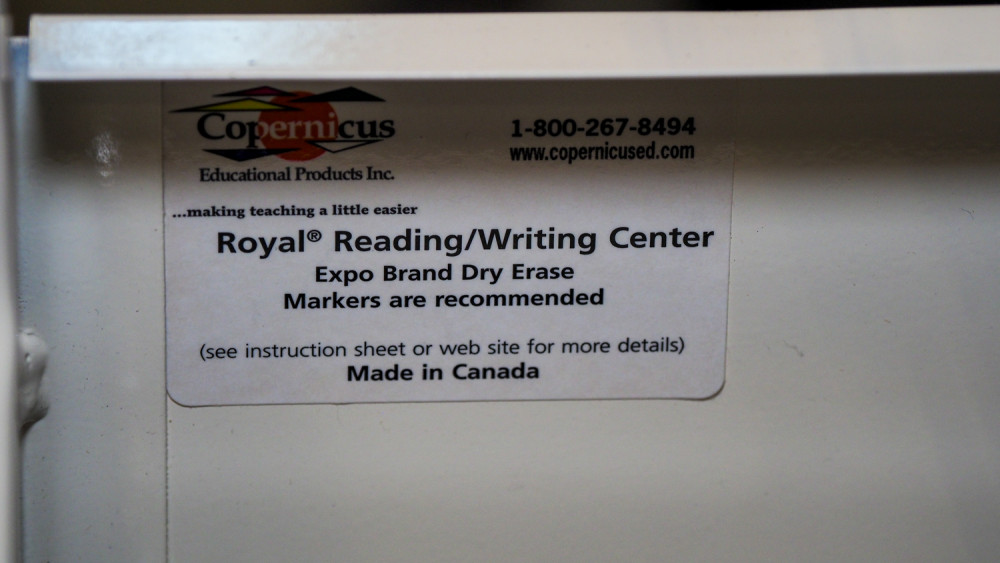 Copernicus
Educational Products Inc.
1-800-267-8494
www.copernicused.com
...making teaching a little easier
Royal® Reading/Writing Center
Expo Brand Dry Erase
Markers are recommended
(see instruction sheet or web site for more details)
Made in Canada